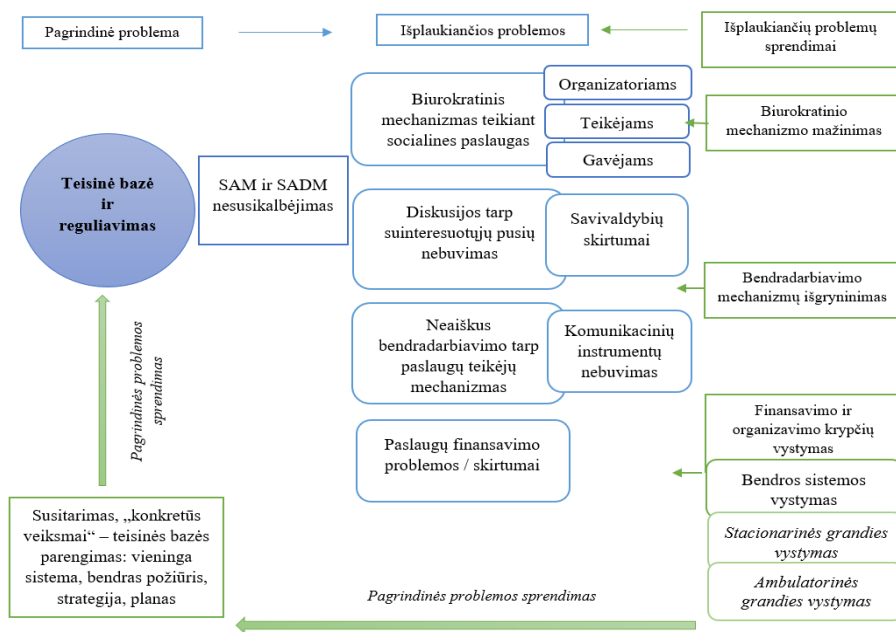 Pagrindinė problema
Išplaukiančios problemos
Išplaukiančių problemų
sprendimai
Biurokratinis
mechanizmas teikiant
socialines paslaugas
Organizatoriams
Teikėjams
Gavėjams
Biurokratinio
mechanizmo mažinimas
Teisinė bazė
ir
reguliavimas
SAM ir SADM
nesusikalbėjimas
Diskusijos tarp
suinteresuotųjų pusių
nebuvimas
Savivaldybių
skirtumai
Bendradarbiavimo
mechanizmų išgryninimas
Neaiškus
bendradarbiavimo tarp
paslaugų teikėjų
mechanizmas
Komunikacinių
instrumentų
nebuvimas
Pagrindinės problemos
sprendimas
Paslaugų finansavimo
problemos / skirtumai
Finansavimo ir
organizavimo krypčių
vystymas
Bendros sistemos
vystymas
Stacionarinės grandies
vystymas
Ambulatorinės
grandies vystymas
Susitarimas, „konkretūs
veiksmai“ – teisinės bazės
parengimas: vieninga
sistema, bendras požiūris,
strategija, planas
Pagrindinės problemos sprendimas